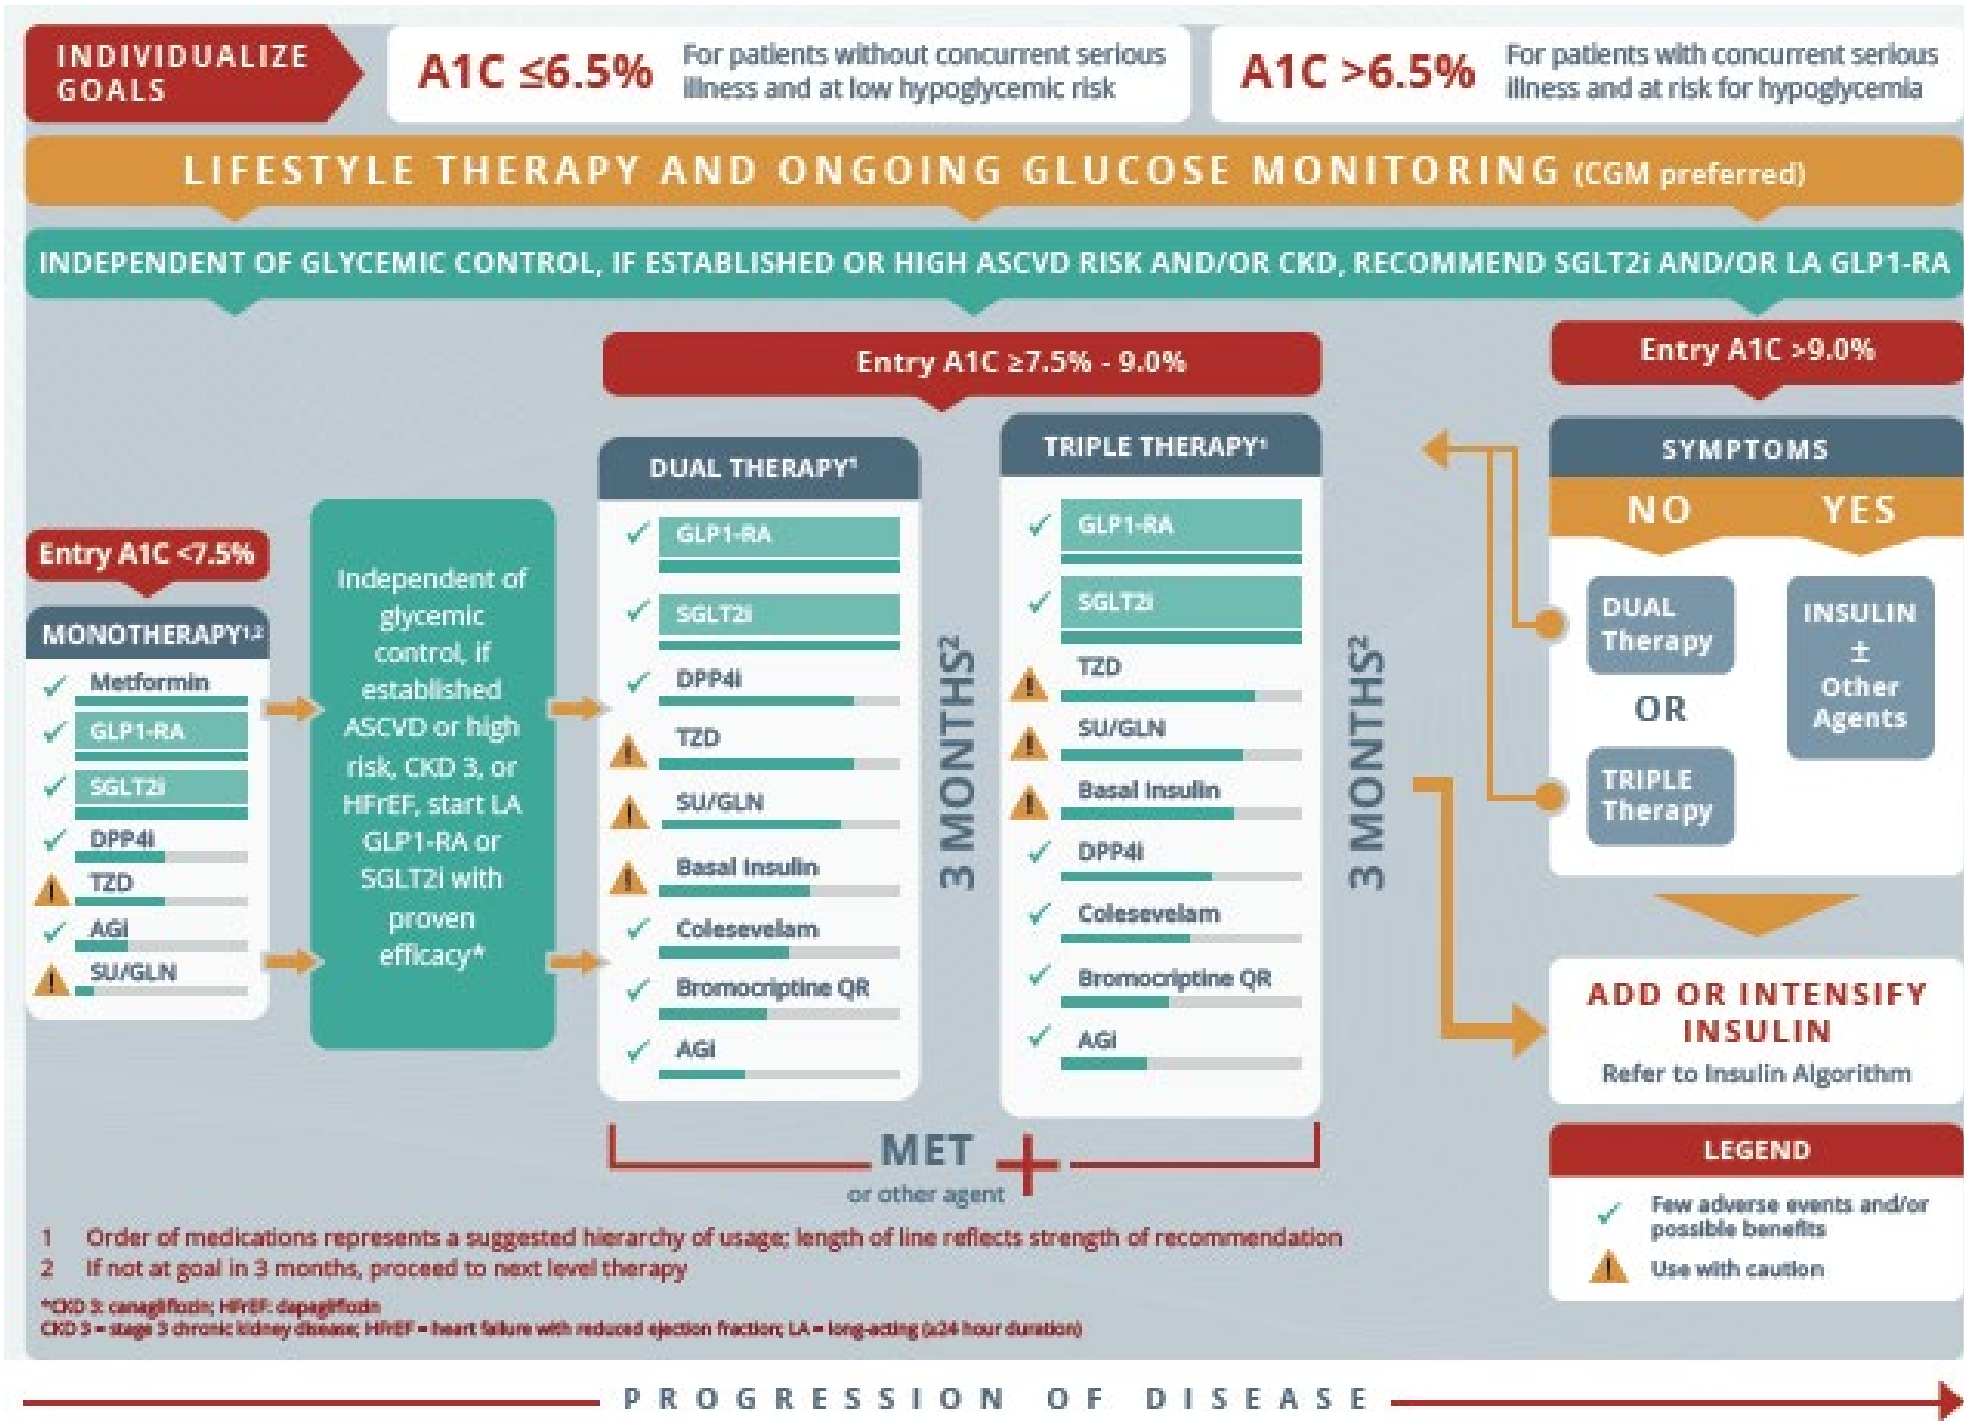 INDIVIDUALIZE
GOALS
A1C ≤6.5%
For patients without concurrent serious
illness and at low hypoglycemic risk
A1C >6.5%
For patients with concurrent serious
illness and at risk for hypoglycemia
LIFESTYLE THERAPY AND ONGOING GLUCOSE MONITORING (CGM preferred)
INDEPENDENT OF GLYCEMIC CONTROL, IF ESTABLISHED OR HIGH ASCVD RISK AND/OR CKD, RECOMMEND SGLT2i AND/OR LA GLP1-RA
Entry A1C <7.5%
MONOTHERAPY1,2
Metformin
GLP1-RA
SGLT2i
DPP4i
TZD
AGi
SU/GLN
Independent of
glycemic
control, if
established
ASCVD or high
risk, CKD 3, or
HFrEF, start LA
GLP1-RA or
SGLT2i with
proven
efficacy*
Entry A1C ≥7.5% - 9.0%
DUAL THERAPY1
GLP1-RA
SGLT2i
DPP4i
TZD
SU/GLN
Basal Insulin
Colesevelam
Bromocriptine QR
AGi
3 MONTHS2
TRIPLE THERAPY1
GLP1-RA
SGLT2i
TZD
SU/GLN
Basal Insulin
DPP4i
Colesevelam
Bromocriptine QR
AGi
3 MONTHS2
MET
or other agent
+
Entry A1C >9.0%
SYMPTOMS
NO
YES
DUAL
Therapy
OR
TRIPLE
Therapy
INSULIN
±
Other
Agents
ADD OR INTENSIFY
INSULIN
Refer to Insulin Algorithm
LEGEND
Few adverse events and/or
possible benefits
Use with caution
1 Order of medications represents a suggested hierarchy of usage; length of line reflects strength of recommendation
2 If not at goal in 3 months, proceed to next level therapy
*CKD 3: canagliflozin; HFrEF: dapagliflozin
CKD 3 = stage 3 chronic kidney disease; HFrEF = heart failure with reduced ejection fraction; LA = long-acting (≥24 hour duration)
PROGRESSION OF DISEASE